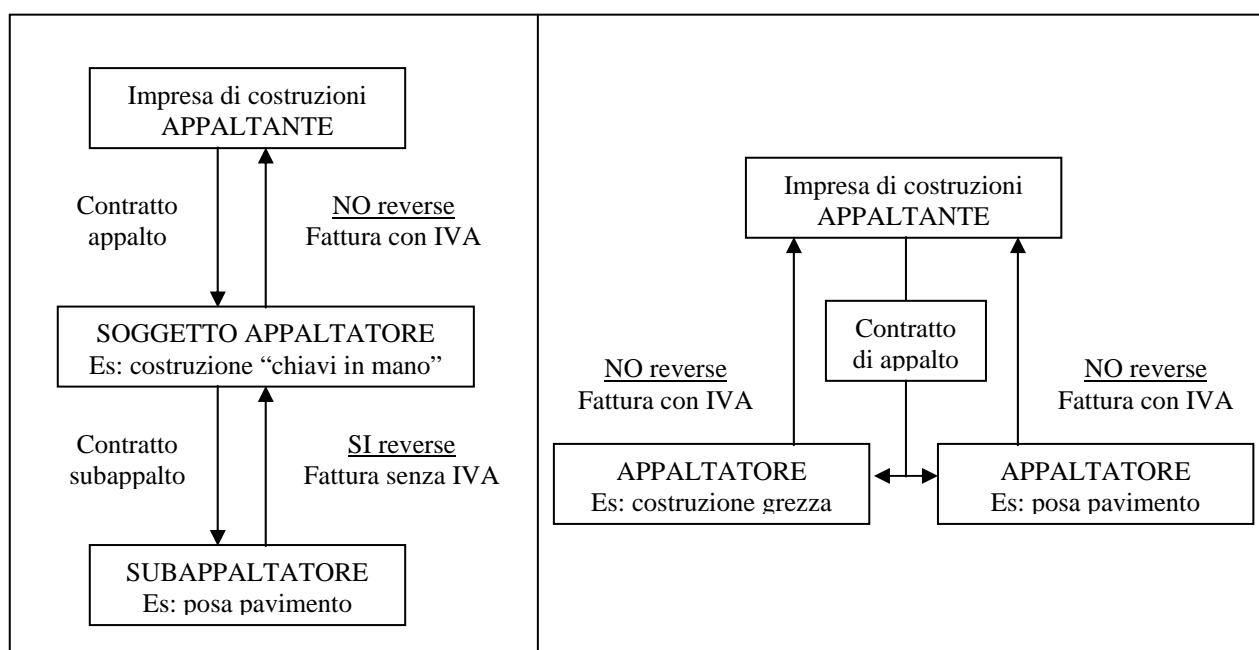 Impresa di costruzioni
APPALTANTE
Contratto
appalto
NO reverse
Fattura con IVA
SOGGETTO APPALTATORE
Es: costruzione “chiavi in mano”
Contratto
subappalto
SI reverse
Fattura senza IVA
SUBAPPALTATORE
Es: posa pavimento
Impresa di costruzioni
APPALTANTE
Contratto
di appalto
NO reverse
Fattura con IVA
NO reverse
Fattura con IVA
APPALTATORE
Es: costruzione grezza
APPALTATORE
Es: posa pavimento